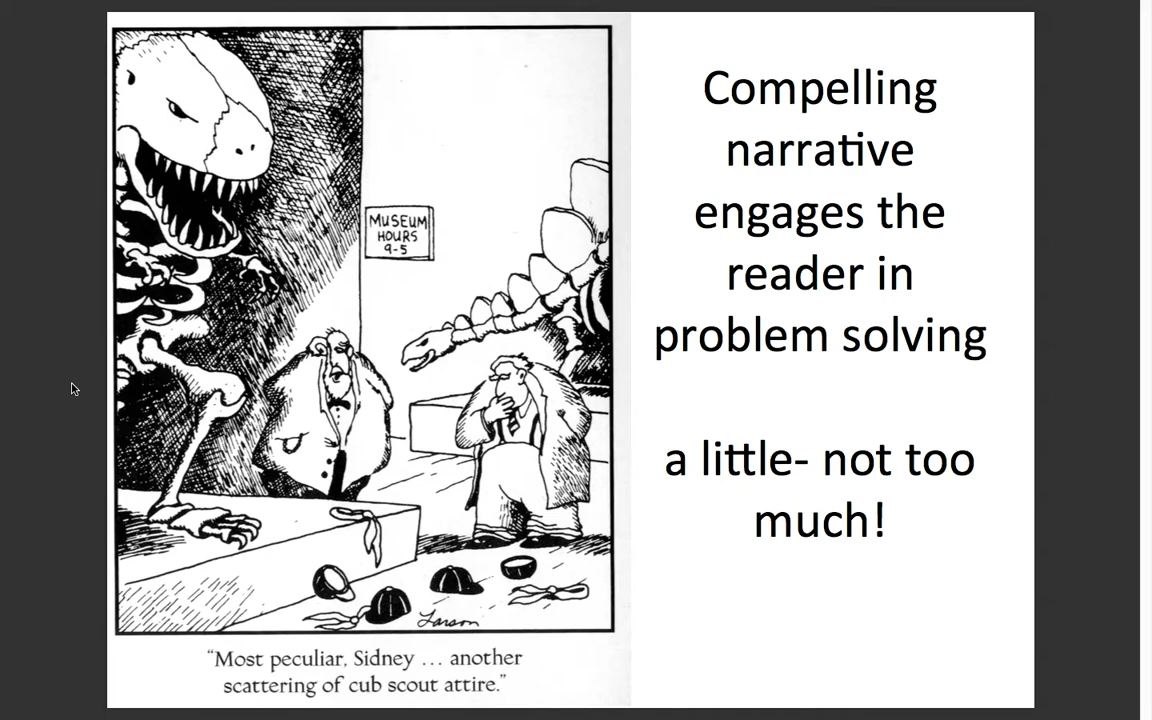 MUSEUM
HOURS
9-5
Larson
“Most peculiar, Sidney … another
scattering of cub scout attire.”
Compelling
narrative
engages the
reader in
problem solving
a little- not too
much!